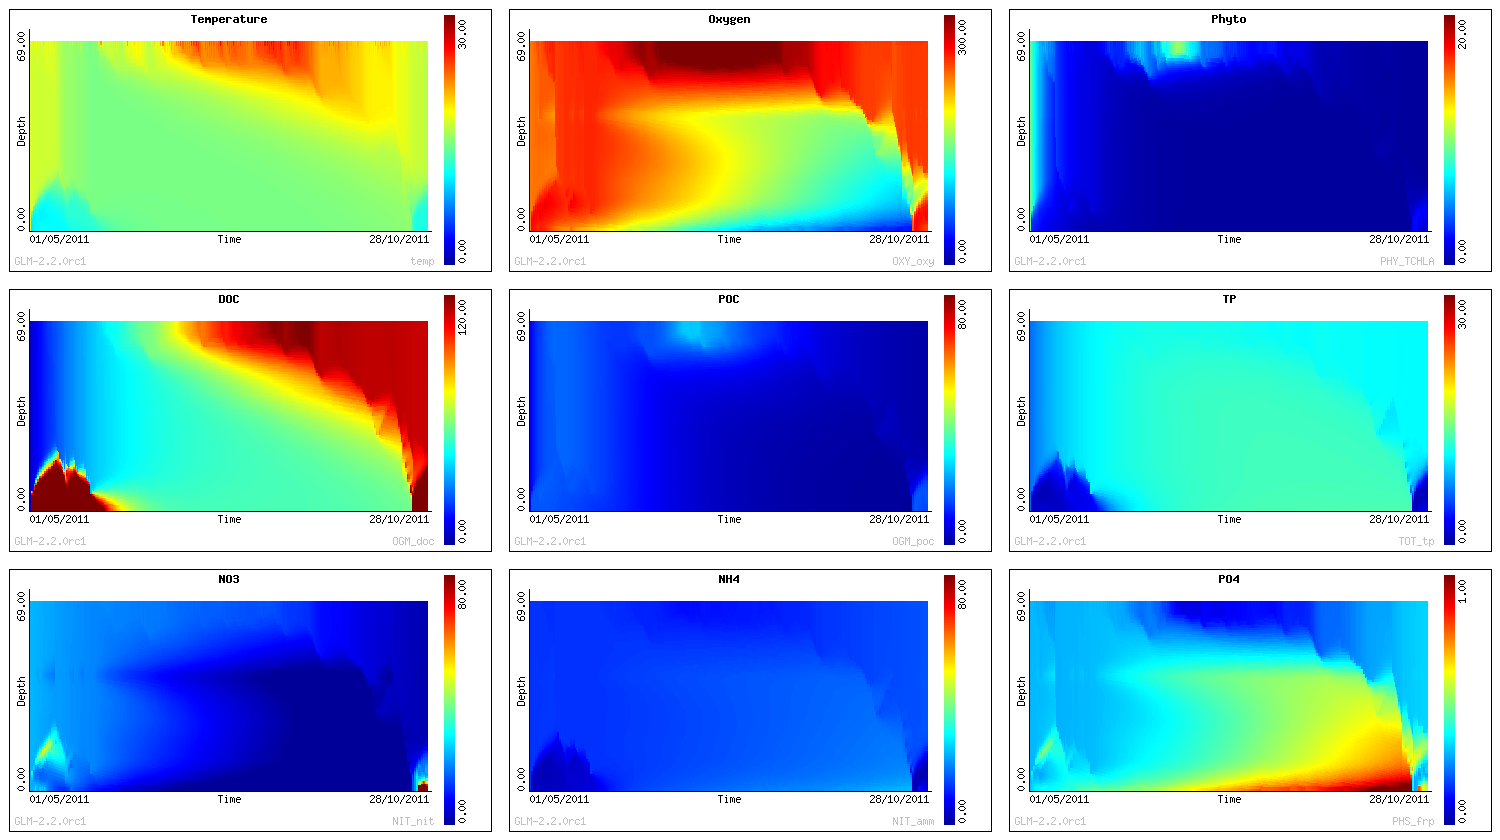 Temperature
30.00
69.00
Depth
0.00
0.00
01/05/2011 Time 28/10/2011
GLM-2.2.0rc1 temp
Oxygen
300.00
69.00
Depth
0.00
0.00
01/05/2011 Time 28/10/2011
GLM-2.2.0rc1 OXY_oxy
Phyto
20.00
69.00
Depth
0.00
0.00
01/05/2011 Time 28/10/2011
GLM-2.2.0rc1 PHY_TCHLA
DOC
120.00
69.00
Depth
0.00
0.00
01/05/2011 Time 28/10/2011
GLM-2.2.0rc1 OGM_doc
POC
80.00
69.00
Depth
0.00
0.00
01/05/2011 Time 28/10/2011
GLM-2.2.0rc1 OGM_poc
TP
30.00
69.00
Depth
0.00
0.00
01/05/2011 Time 28/10/2011
GLM-2.2.0rc1 TOT_tp
NO3
80.00
69.00
Depth
0.00
0.00
01/05/2011 Time 28/10/2011
GLM-2.2.0rc1 NIT_nit
NH4
80.00
69.00
Depth
0.00
0.00
01/05/2011 Time 28/10/2011
GLM-2.2.0rc1 NIT_amm
PO4
1.00
69.00
Depth
0.00
0.00
01/05/2011 Time 28/10/2011
GLM-2.2.0rc1 PHS_frp